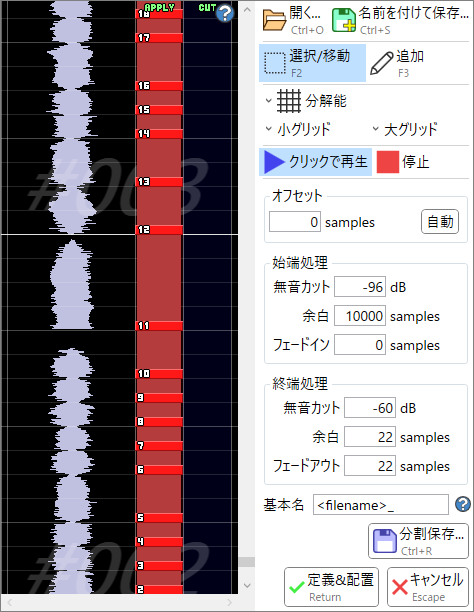 APPLY CUT ?
18
17
16
15
14
#003
13
12
11
10
9
8
7
6
5
4
#002
3
2
開く...
Ctrl+O
名前を付けて保存...
Ctrl+S
選択/移動
F2
追加
F3
分解能
小グリッド 大グリッド
クリックで再生 停止
オフセット
0 samples 自動
始端処理
無音カット -96 dB
余白 10000 samples
フェードイン 0 samples
終端処理
無音カット -60 dB
余白 22 samples
フェードアウト 22 samples
基本名 <filename>_ ?
分割保存...
Ctrl+R
定義&配置
Return
キャンセル
Escape